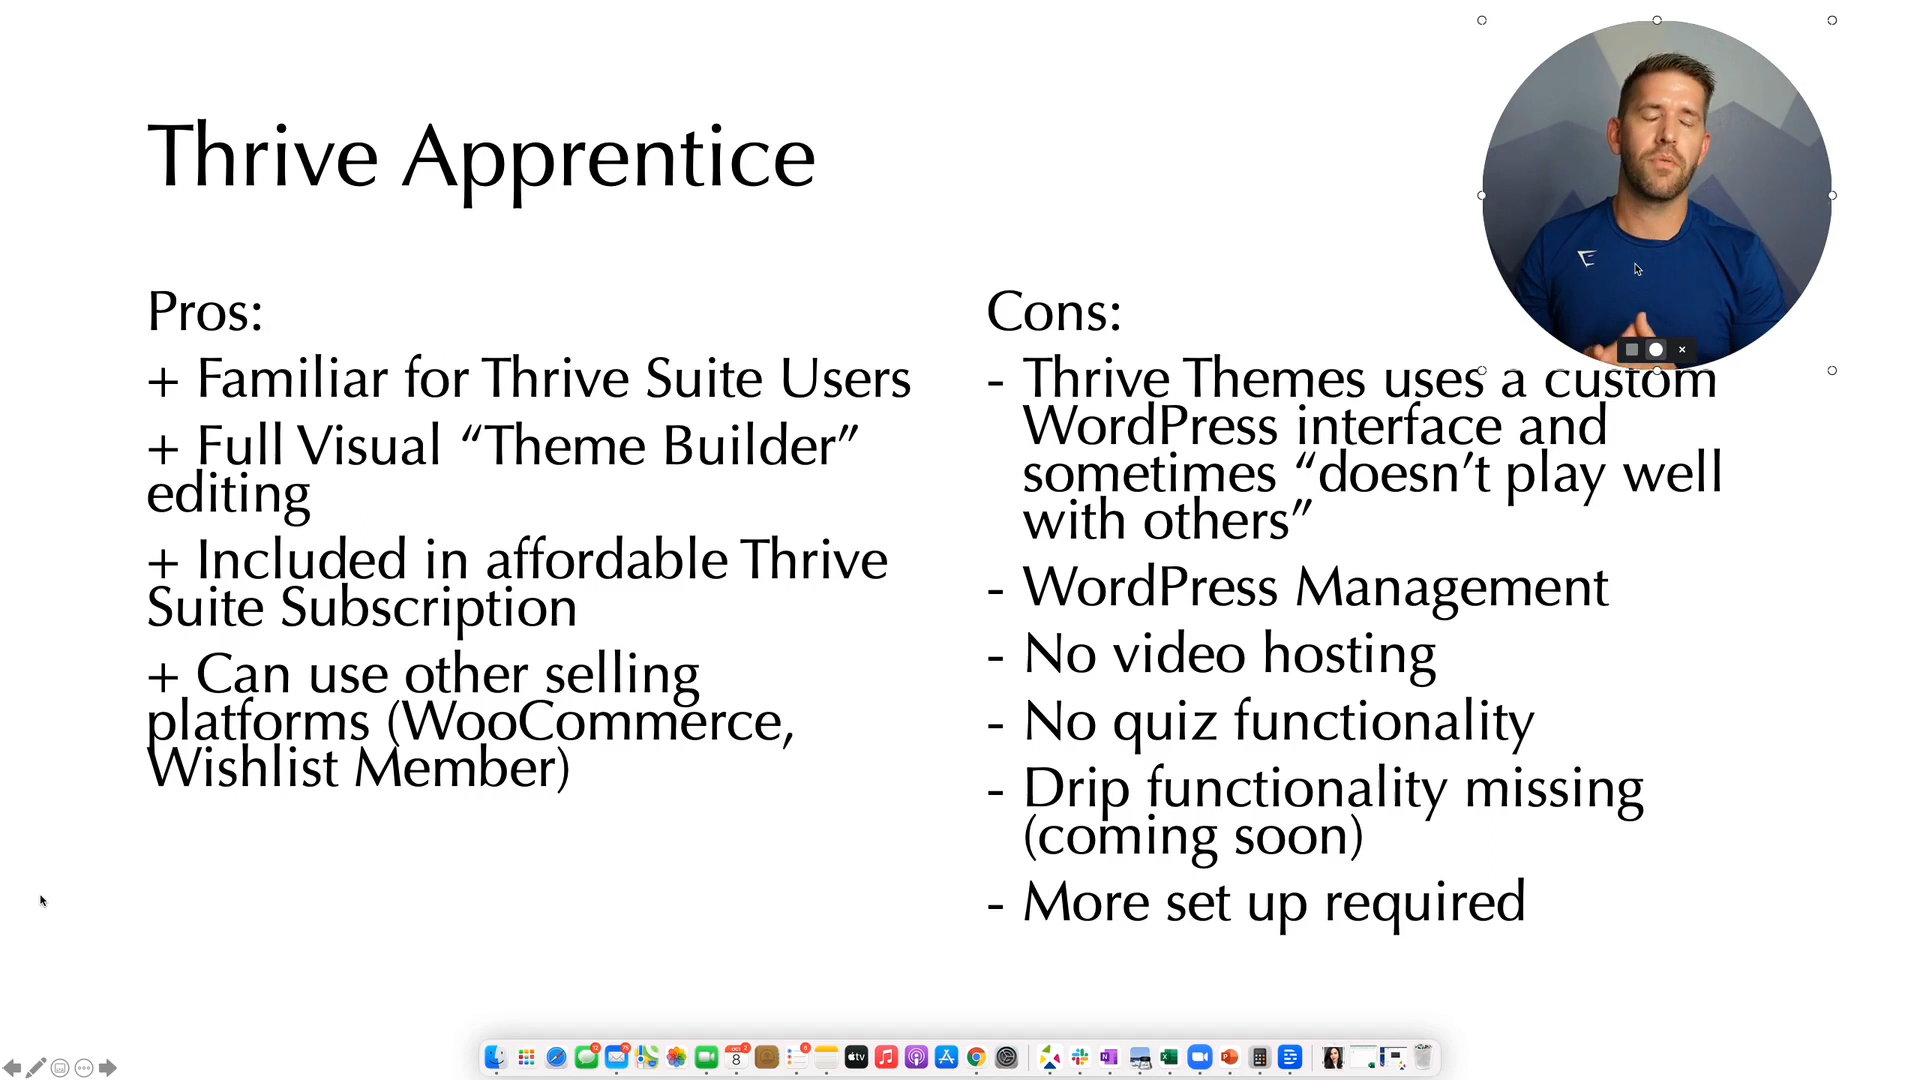 Thrive Apprentice
Pros:
+ Familiar for Thrive Suite Users
+ Full Visual “Theme Builder”
editing
+ Included in affordable Thrive
Suite Subscription
+ Can use other selling
platforms (WooCommerce,
Wishlist Member)
Cons:
- Thrive Themes uses a custom
WordPress interface and
sometimes “doesn’t play well
with others”
- WordPress Management
- No video hosting
- No quiz functionality
- Drip functionality missing
(coming soon)
- More set up required
OCT
8
tv